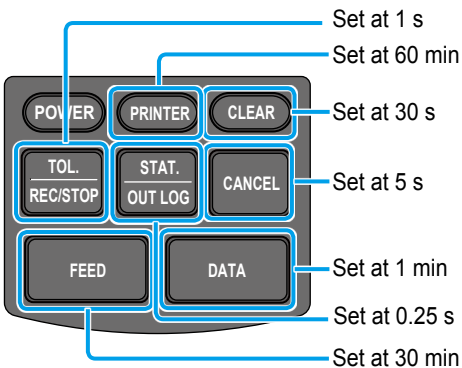 Set at 1 s
Set at 60 min
POWER
PRINTER
CLEAR
Set at 30 s
TOL.
REC/STOP
STAT.
OUT LOG
CANCEL
Set at 5 s
FEED
DATA
Set at 1 min
Set at 0.25 s
Set at 30 min